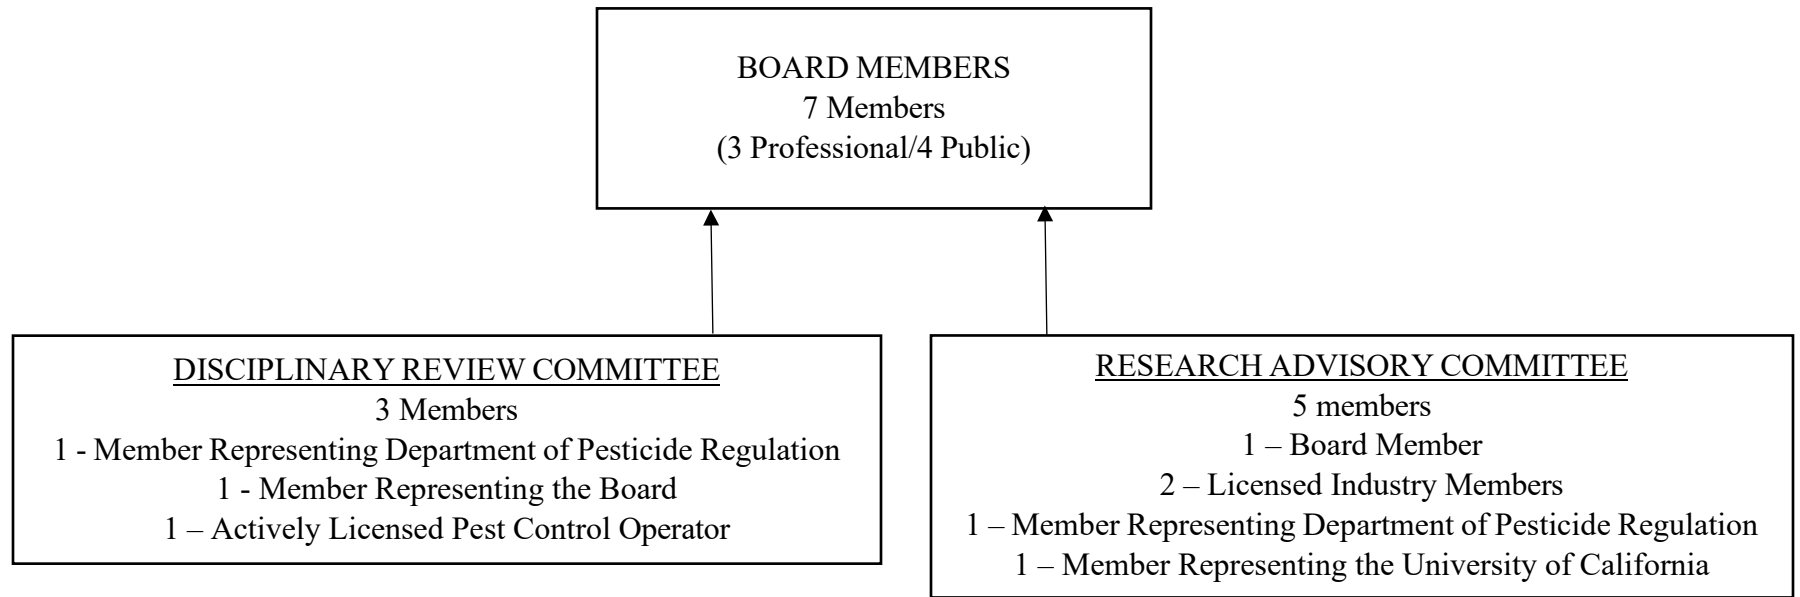 BOARD MEMBERS
7 Members
(3 Professional/4 Public)
DISCIPLINARY REVIEW COMMITTEE
3 Members
1 - Member Representing Department of Pesticide Regulation
1 - Member Representing the Board
1 – Actively Licensed Pest Control Operator
RESEARCH ADVISORY COMMITTEE
5 members
1 – Board Member
2 – Licensed Industry Members
1 – Member Representing Department of Pesticide Regulation
1 – Member Representing the University of California